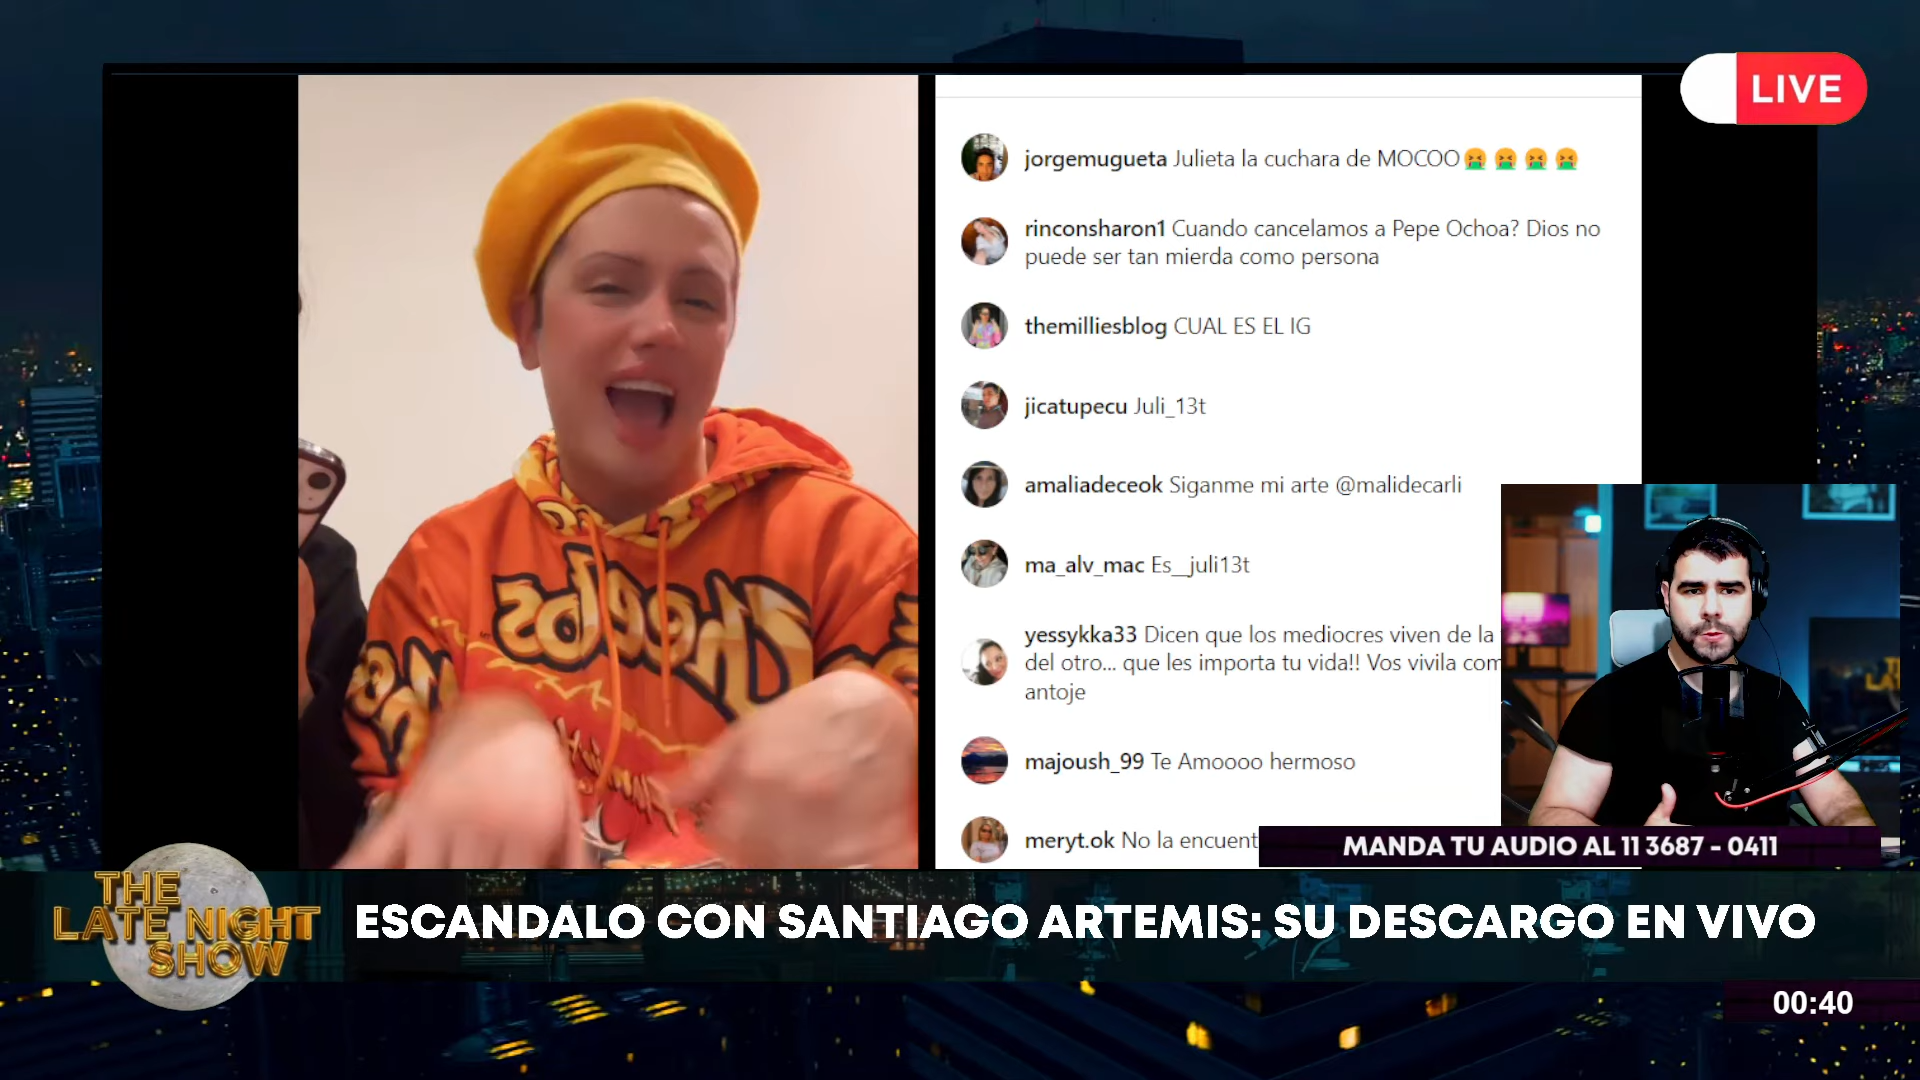 LIVE
jorgemugueta Julieta la cuchara de MOCOO🤮 🤮 🤮 🤮
rinconsharon1 Cuando cancelamos a Pepe Ochoa? Dios no
puede ser tan mierda como persona
themilliesblog CUAL ES EL IG
jicatupecu Juli_13t
amaliadeceok Siganme mi arte @malidecarli
ma_alv_mac Es__juli13t
yessykka33 Dicen que los mediocres viven de la
del otro... que les importa tu vida!! Vos vivila com
antoje
majoush_99 Te Amoooo hermoso
meryt.ok No la encuent
Cheetos
MANDA TU AUDIO AL 11 3687 - 0411
THE
LATE NIGHT
SHOW
ESCANDALO CON SANTIAGO ARTEMIS: SU DESCARGO EN VIVO
00:40